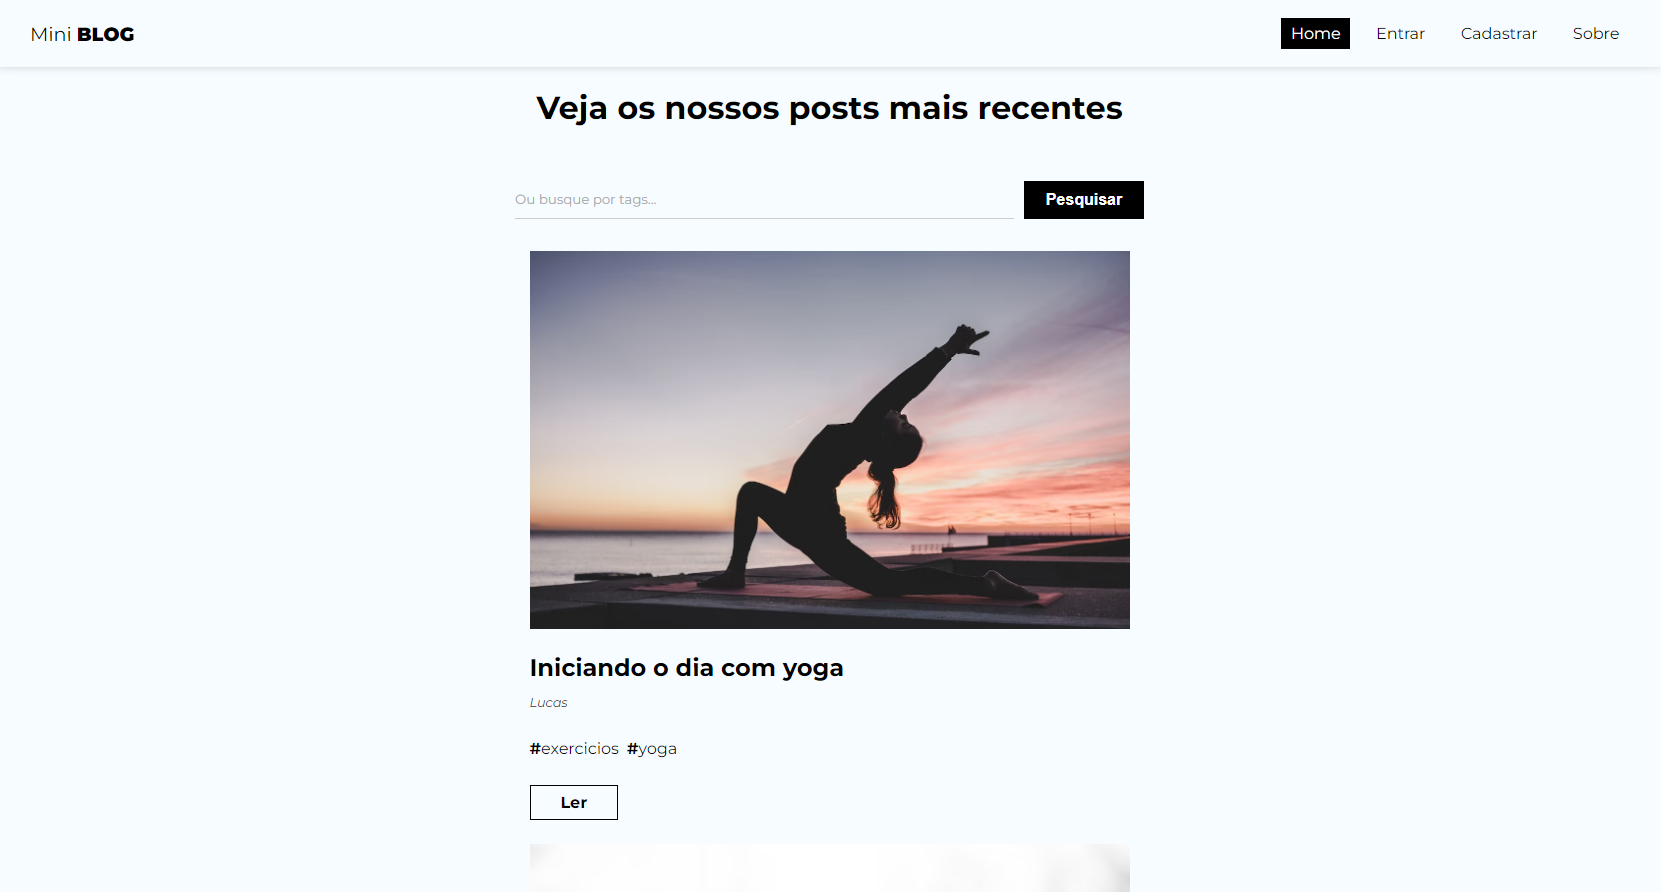 Mini BLOG
Home Entrar Cadastrar Sobre
Veja os nossos posts mais recentes
Ou busque por tags...
Pesquisar
Iniciando o dia com yoga
Lucas
#exercicios #yoga
Ler